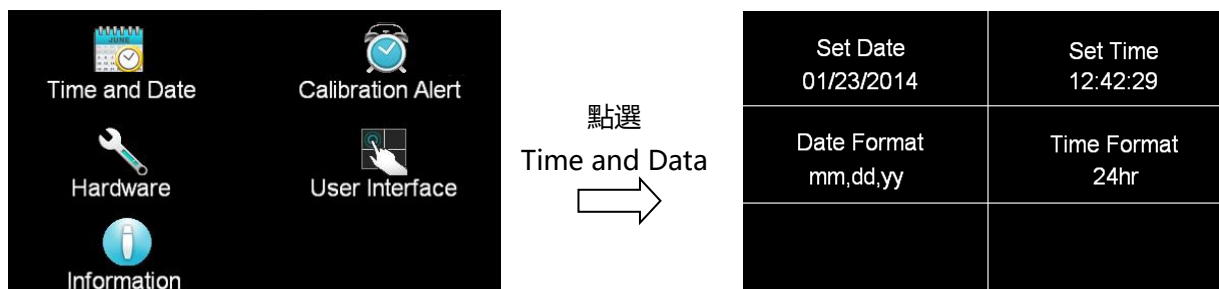 JUNE
Time and Date
Calibration Alert
Hardware
User Interface
Information
點選
Time and Data
Set Date
01/23/2014
Set Time
12:42:29
Date Format
mm,dd,yy
Time Format
24hr